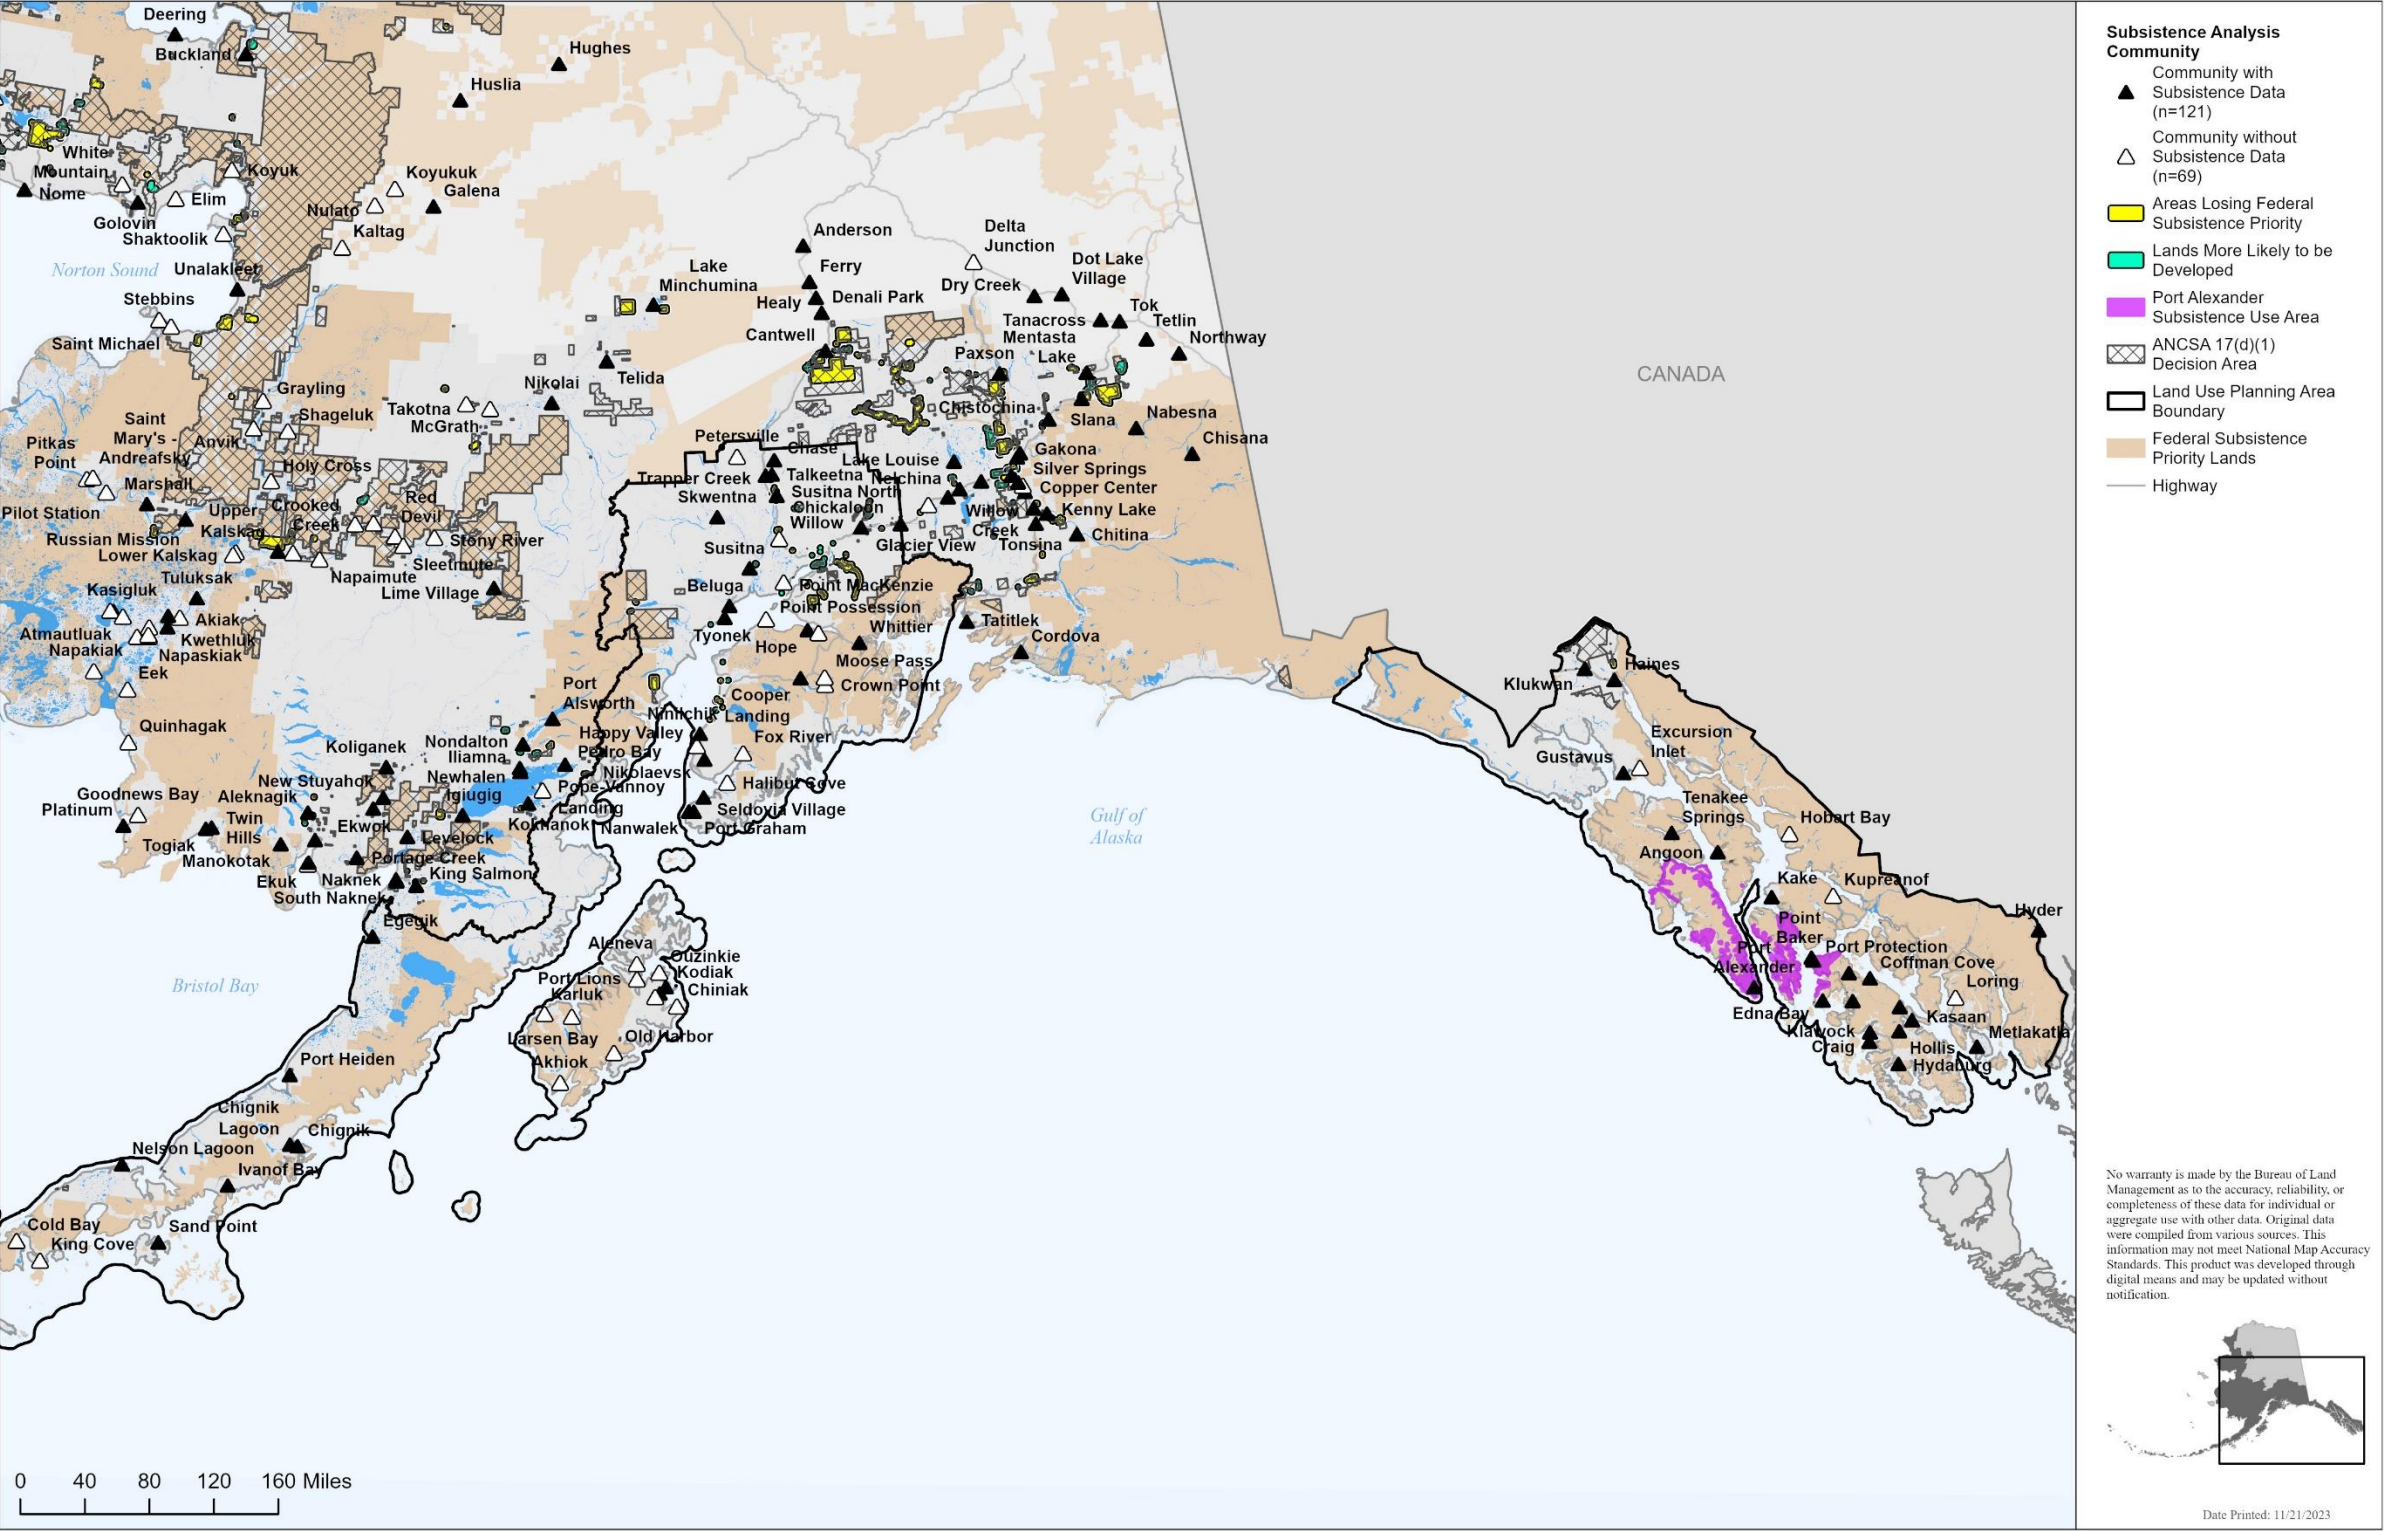 Deering
Buckland
Hughes
Huslia
White
Mountain
Nome
Koyuk
Koyukuk
Galena
Elim
Nulato
Golovin
Shaktoolik
Kaltag
Norton Sound
Unalakleet
Stebbins
Saint Michael
Anderson
Delta
Junction
Ferry
Lake
Minchumina
Dot Lake
Village
Healy
Denali Park
Dry Creek
Cantwell
Tok
Tanacross
Tetlin
Mentasta
Lake
Northway
Paxson
Nikolai
Telida
CANADA
Grayling
Shageluk
Takotna
McGrath
Chistochina
Slana
Nabesna
Saint
Mary's -
Andreafsky
Pitkas
Point
Anvik
Holy Cross
Petersville
Chase
Lake Louise
Gakona
Chisana
Marshall
Trapper Creek
Talkeetna
Nelchina
Silver Springs
Skwentna
Susitna North
Copper Center
Pilot Station
Upper
Kalskag
Crooked
Creek
Red
Devil
Chickaloon
Willow
Willow
Creek
Kenny Lake
Russian Mission
Stony River
Lower Kalskag
Susitna
Glacier View
Tonsina
Chitina
Tuluksak
Sleetmute
Kasigluk
Napaimute
Lime Village
Beluga
Point MacKenzie
Point Possession
Akiak
Atmautluak
Kwethluk
Whittier
Tatitlek
Napakiak
Napaskiak
Tyonek
Hope
Cordova
Eek
Moose Pass
Haines
Port
Alsworth
Cooper
Landing
Crown Point
Klukwan
Quinhagak
Ninilchik
Koliganek
Nondalton
Happy Valley
Fox River
Excursion
Inlet
Iliamna
Pedro Bay
Gustavus
New Stuyahok
Newhalen
Nikolaevsk
Goodnews Bay
Aleknagik
Igiugig
Pope-Vannoy
Landing
Halibut Cove
Platinum
Kokhanok
Seldovia Village
Tenakee
Springs
Hobart Bay
Twin
Hills
Ekwok
Nanwalek
Port Graham
Gulf of
Alaska
Togiak
Levelock
Manokotak
Portage Creek
Angoon
Ekuk
Naknek
King Salmon
South Naknek
Kake
Kupreanof
Egegik
Point
Baker
Hyder
Aleneva
Port
Alexander
Port Protection
Ouzinkie
Coffman Cove
Bristol Bay
Port Lions
Kodiak
Loring
Karluk
Chiniak
Edna Bay
Kasaan
Larsen Bay
Old Harbor
Klawock
Metlakatla
Port Heiden
Akhiok
Craig
Hollis
Hydaburg
Chignik
Lagoon
Chignik
Nelson Lagoon
Ivanof Bay
Cold Bay
Sand Point
King Cove
0 40 80 120 160 Miles
Subsistence Analysis
Community
Community with
Subsistence Data
(n=121)
Community without
Subsistence Data
(n=69)
Areas Losing Federal
Subsistence Priority
Lands More Likely to be
Developed
Port Alexander
Subsistence Use Area
ANCSA 17(d)(1)
Decision Area
Land Use Planning Area
Boundary
Federal Subsistence
Priority Lands
Highway
No warranty is made by the Bureau of Land
Management as to the accuracy, reliability, or
completeness of these data for individual or
aggregate use with other data. Original data
were compiled from various sources. This
information may not meet National Map Accuracy
Standards. This product was developed through
digital means and may be updated without
notification.
Date Printed: 11/21/2023